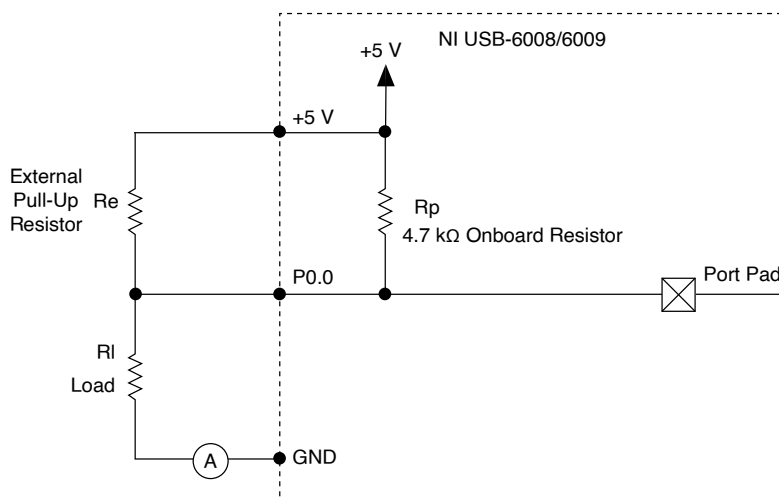 NI USB-6008/6009
+5 V
+5 V
External
Pull-Up
Resistor
Re
Rp
4.7 kΩ Onboard Resistor
P0.0
Port Pad
Rl
Load
A
GND